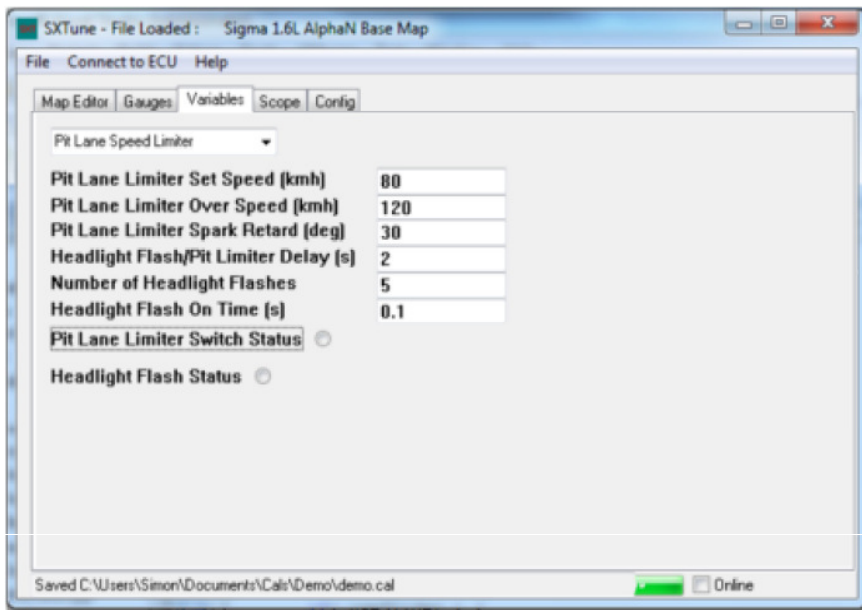 SXTune - File Loaded : Sigma 1.6L AlphaN Base Map
File Connect to ECU Help
Map Editor Gauges Variables Scope Config
Pit Lane Speed Limiter
Pit Lane Limiter Set Speed (kmh) 80
Pit Lane Limiter Over Speed (kmh) 120
Pit Lane Limiter Spark Retard (deg) 30
Headlight Flash/Pit Limiter Delay (s) 2
Number of Headlight Flashes 5
Headlight Flash On Time (s) 0.1
Pit Lane Limiter Switch Status
Headlight Flash Status
Saved C:\Users\Simon\Documents\Cals\Demo\demo.cal Online